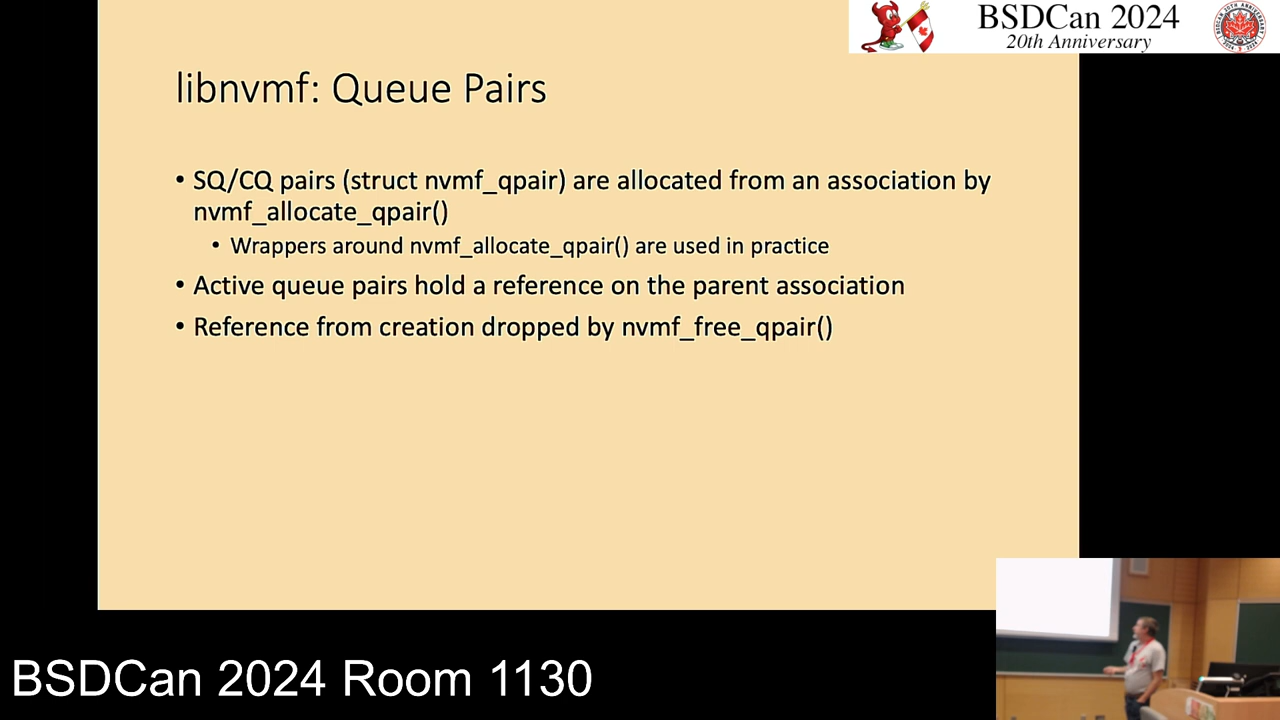 BSDCan 2024
20th Anniversary
libnvmf: Queue Pairs
• SQ/CQ pairs (struct nvmf_qpair) are allocated from an association by
nvmf_allocate_qpair()
• Wrappers around nvmf_allocate_qpair() are used in practice
• Active queue pairs hold a reference on the parent association
• Reference from creation dropped by nvmf_free_qpair()
BSDCan 2024 Room 1130